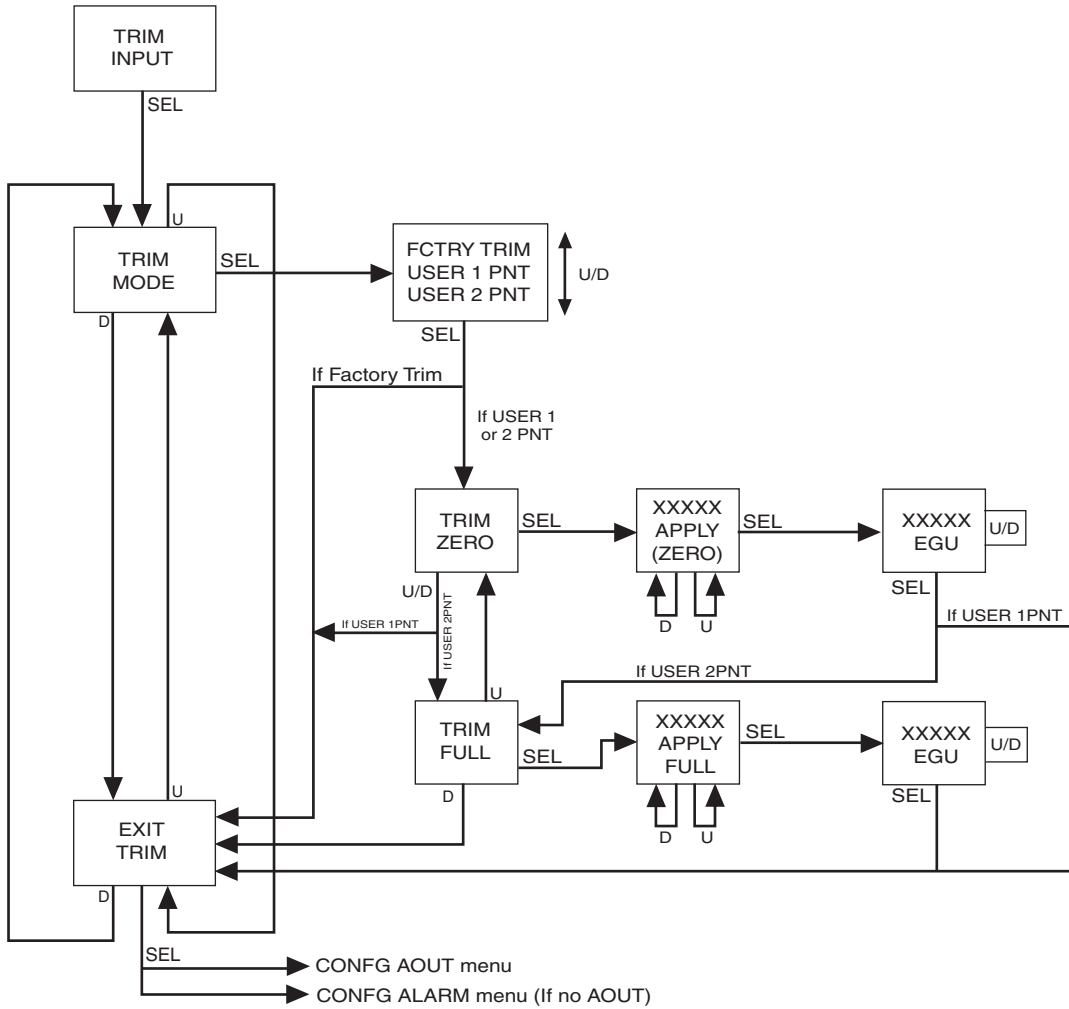 TRIM
INPUT
SEL
U
TRIM
MODE
SEL
D
FCTRY TRIM
USER 1 PNT
USER 2 PNT
U/D
SEL
If Factory Trim
If USER 1
or 2 PNT
TRIM
ZERO
SEL
XXXXX
APPLY
(ZERO)
SEL
XXXXX
EGU
U/D
U/D
If USER 1PNT
If USER 2PNT
D
U
SEL
If USER 1PNT
If USER 2PNT
U
TRIM
FULL
SEL
D
XXXXX
APPLY
FULL
SEL
D
U
XXXXX
EGU
U/D
SEL
U
EXIT
TRIM
D
SEL
CONFG AOUT menu
CONFG ALARM menu (If no AOUT)